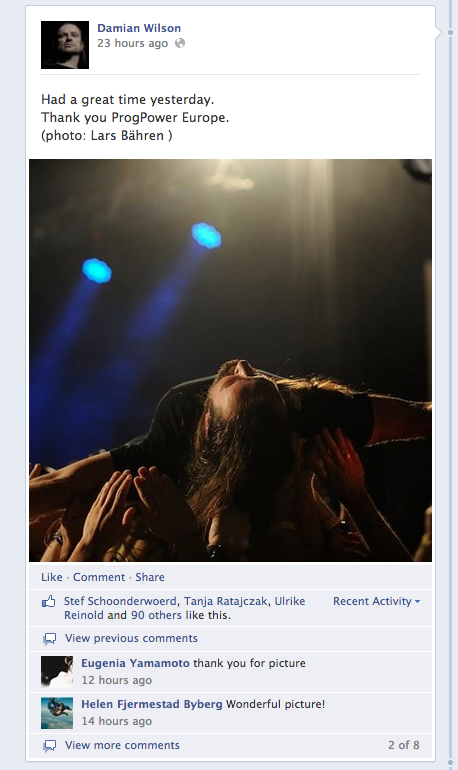 Damian Wilson
23 hours ago
Had a great time yesterday.
Thank you ProgPower Europe.
(photo: Lars Bähren )
Like · Comment · Share
Stef Schoonderwoerd, Tanja Ratajczak, Ulrike
Reinold and 90 others like this.
Recent Activity
View previous comments
Eugenia Yamamoto thank you for picture
12 hours ago
Helen Fjermestad Byberg Wonderful picture!
14 hours ago
View more comments
2 of 8